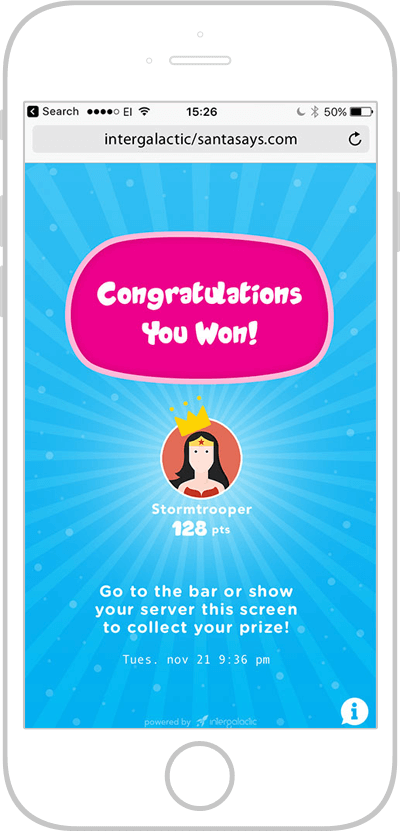 Search EI 15:26 50%
intergalactic/santasays.com
Congratulations
You Won!
Stormtrooper
128 pts
Go to the bar or show
your server this screen
to collect your prize!
Tues. nov 21 9:36 pm
i
powered by intergalactic